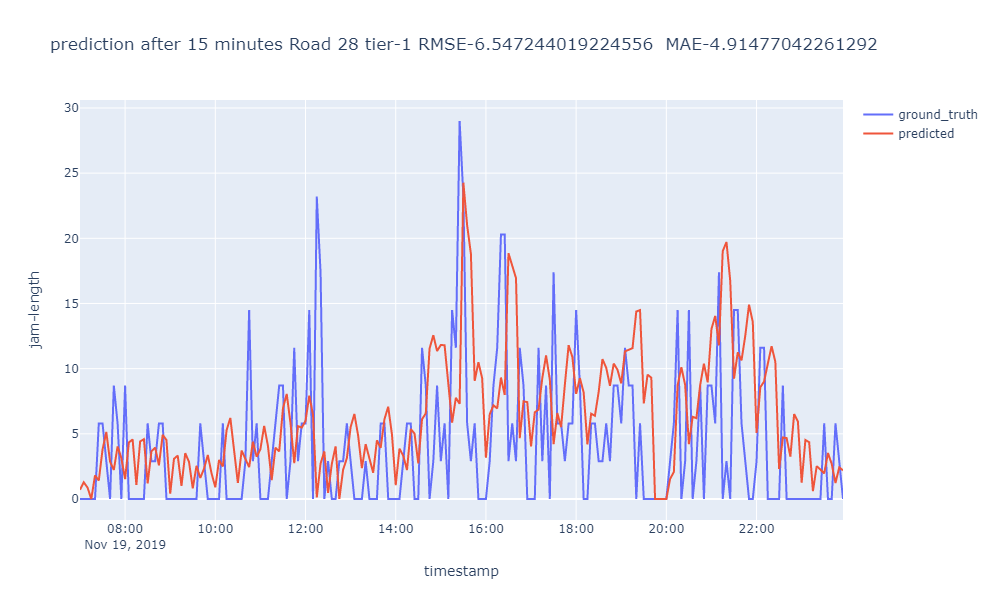 prediction after 15 minutes Road 28 tier-1 RMSE-6.547244019224556  MAE-4.91477042261292
ground_truth
predicted
30
25
20
15
10
5
0
jam-length
08:00 10:00 12:00 14:00 16:00 18:00 20:00 22:00
Nov 19, 2019
timestamp